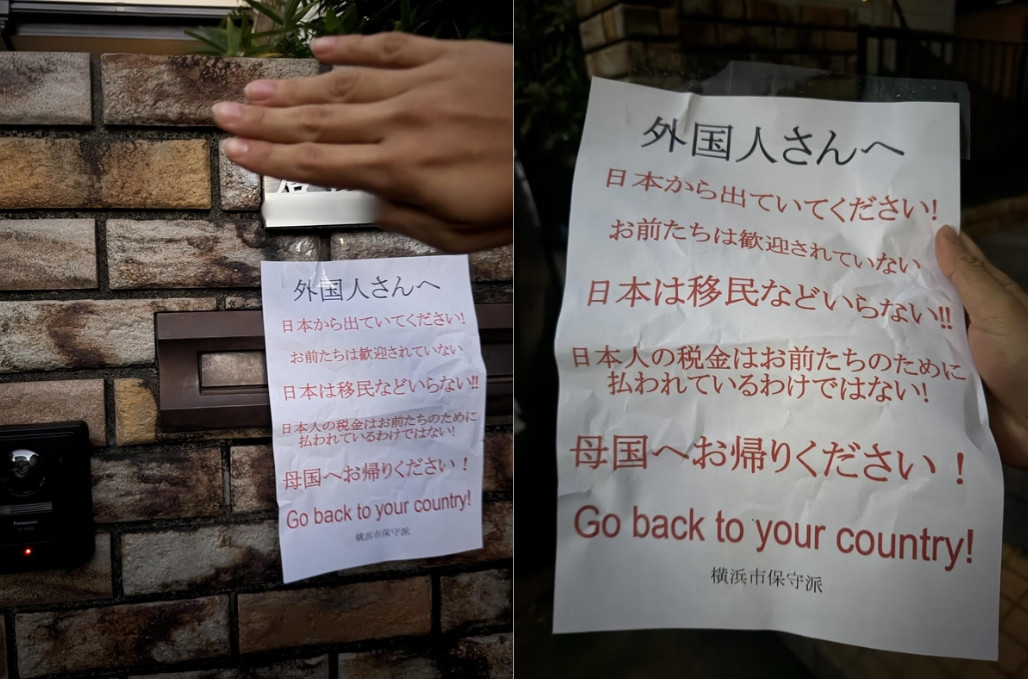 外国人さんへ
日本から出ていてください!
お前たちは歓迎されていない
日本は移民などいらない!!
日本人の税金はお前たちのために
払われているわけではない!
母国へお帰りください！
Go back to your country!
横浜市保守派
Panasonic
外国人さんへ
日本から出ていてください!
お前たちは歓迎されていない
日本は移民などいらない!!
日本人の税金はお前たちのために
払われているわけではない!
母国へお帰りください！
Go back to your country!
横浜市保守派